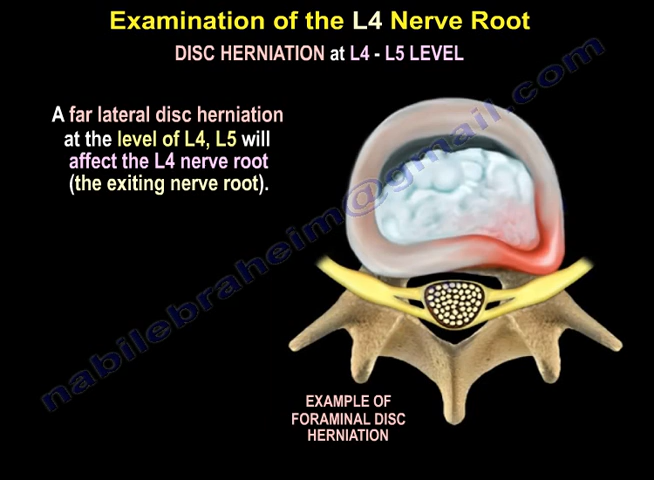 Examination of the L4 Nerve Root
DISC HERNIATION at L4 - L5 LEVEL
A far lateral disc herniation
at the level of L4, L5 will
affect the L4 nerve root
(the exiting nerve root).
nabilebraheim@gmail.com
EXAMPLE OF
FORAMINAL DISC
HERNIATION